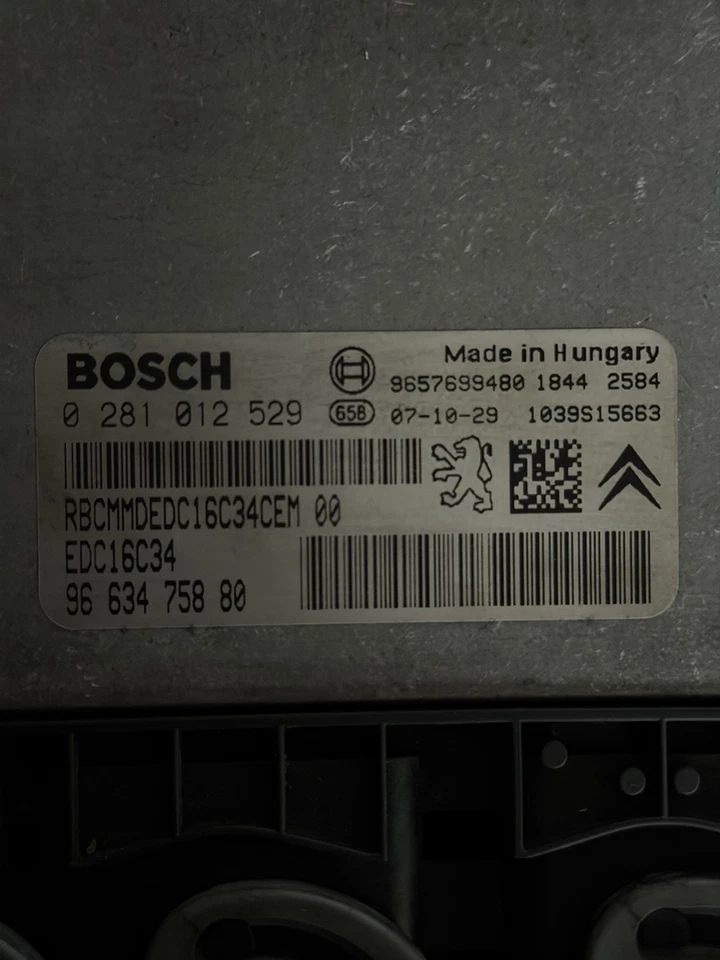 BOSCH
Made in Hungary
9657699480 1844 2584
0 281 012 529 658 07-10-29 1039S15663
RBCMMDEDC16C34CEM 00
EDC16C34
96 634 758 80